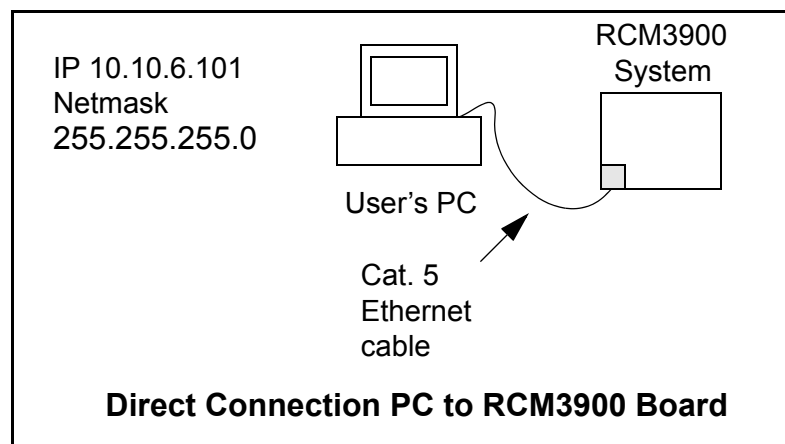 IP 10.10.6.101
Netmask
255.255.255.0
RCM3900
System
User’s PC
Cat. 5
Ethernet
cable
Direct Connection PC to RCM3900 Board